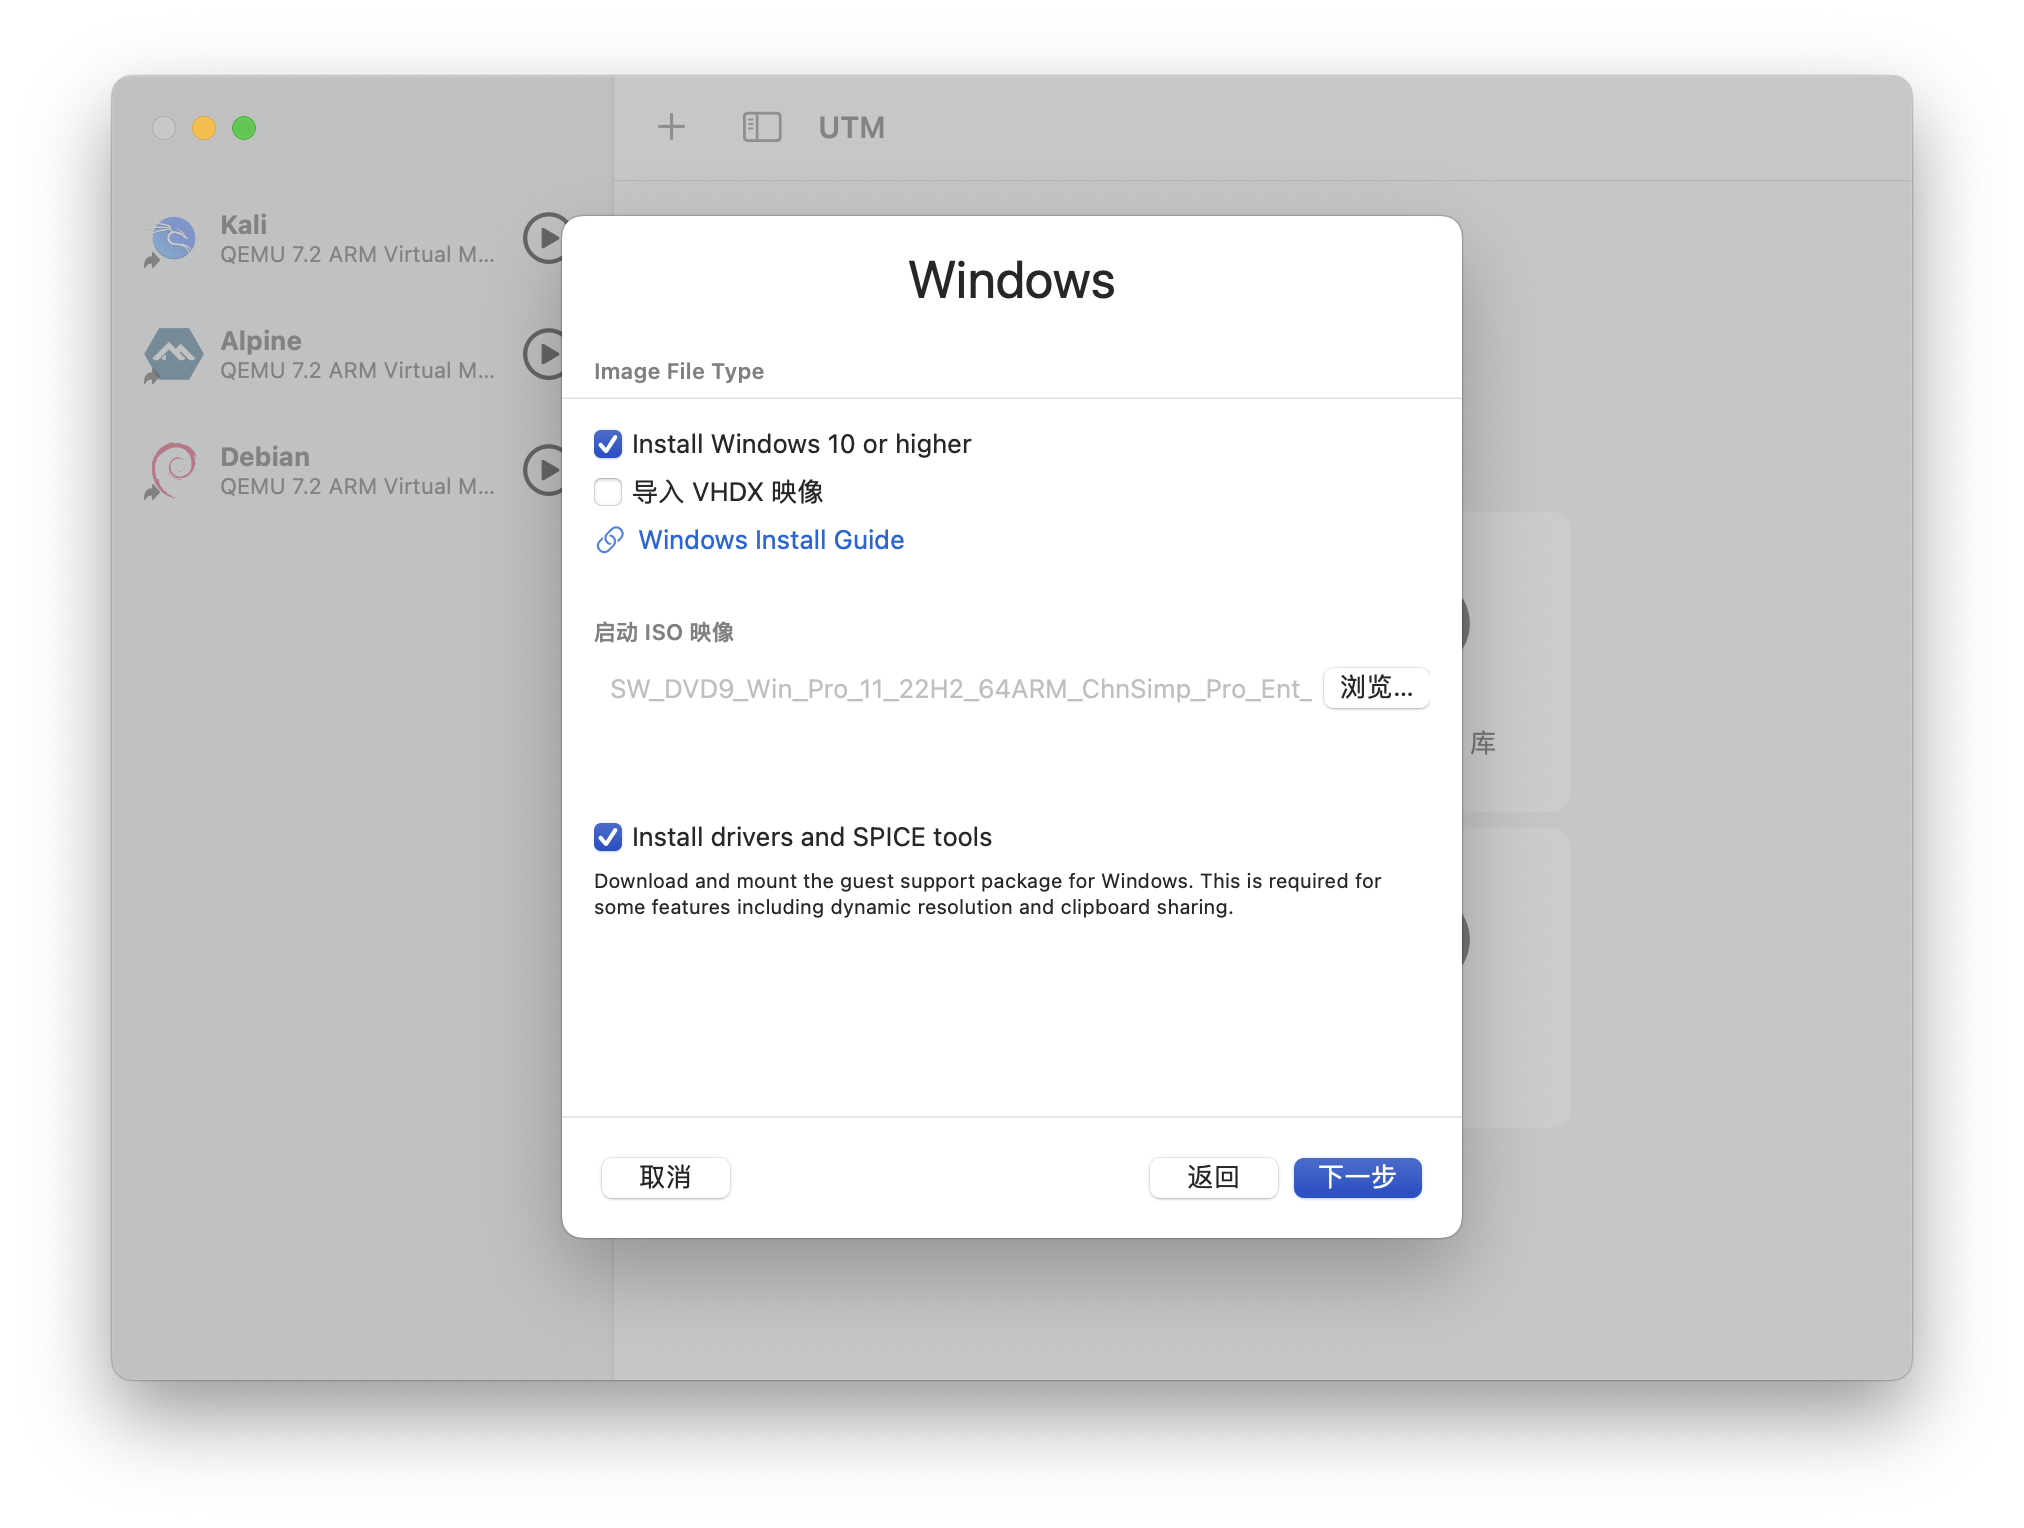 UTM
Kali
QEMU 7.2 ARM Virtual M...
Alpine
QEMU 7.2 ARM Virtual M...
Debian
QEMU 7.2 ARM Virtual M...
Windows
Image File Type
Install Windows 10 or higher
导入 VHDX 映像
Windows Install Guide
启动 ISO 映像
SW_DVD9_Win_Pro_11_22H2_64ARM_ChnSimp_Pro_Ent_
浏览...
库
Install drivers and SPICE tools
Download and mount the guest support package for Windows. This is required for
some features including dynamic resolution and clipboard sharing.
取消
返回
下一步